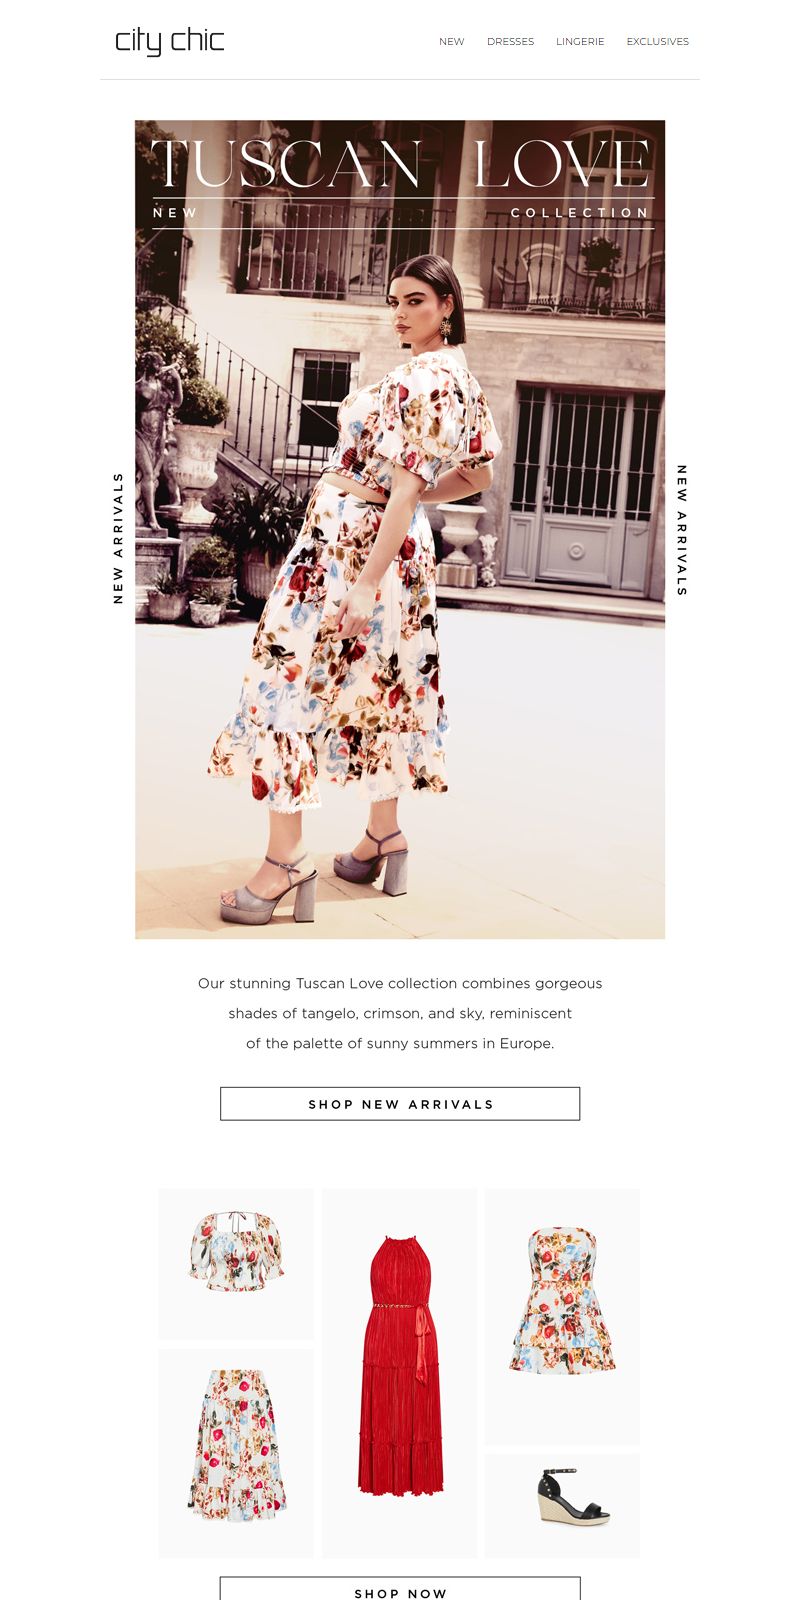 city chic
NEW DRESSES LINGERIE EXCLUSIVES
TUSCAN LOVE
NEW COLLECTION
NEW ARRIVALS
NEW ARRIVALS
Our stunning Tuscan Love collection combines gorgeous
shades of tangelo, crimson, and sky, reminiscent
of the palette of sunny summers in Europe.
SHOP NEW ARRIVALS
SHOP NOW